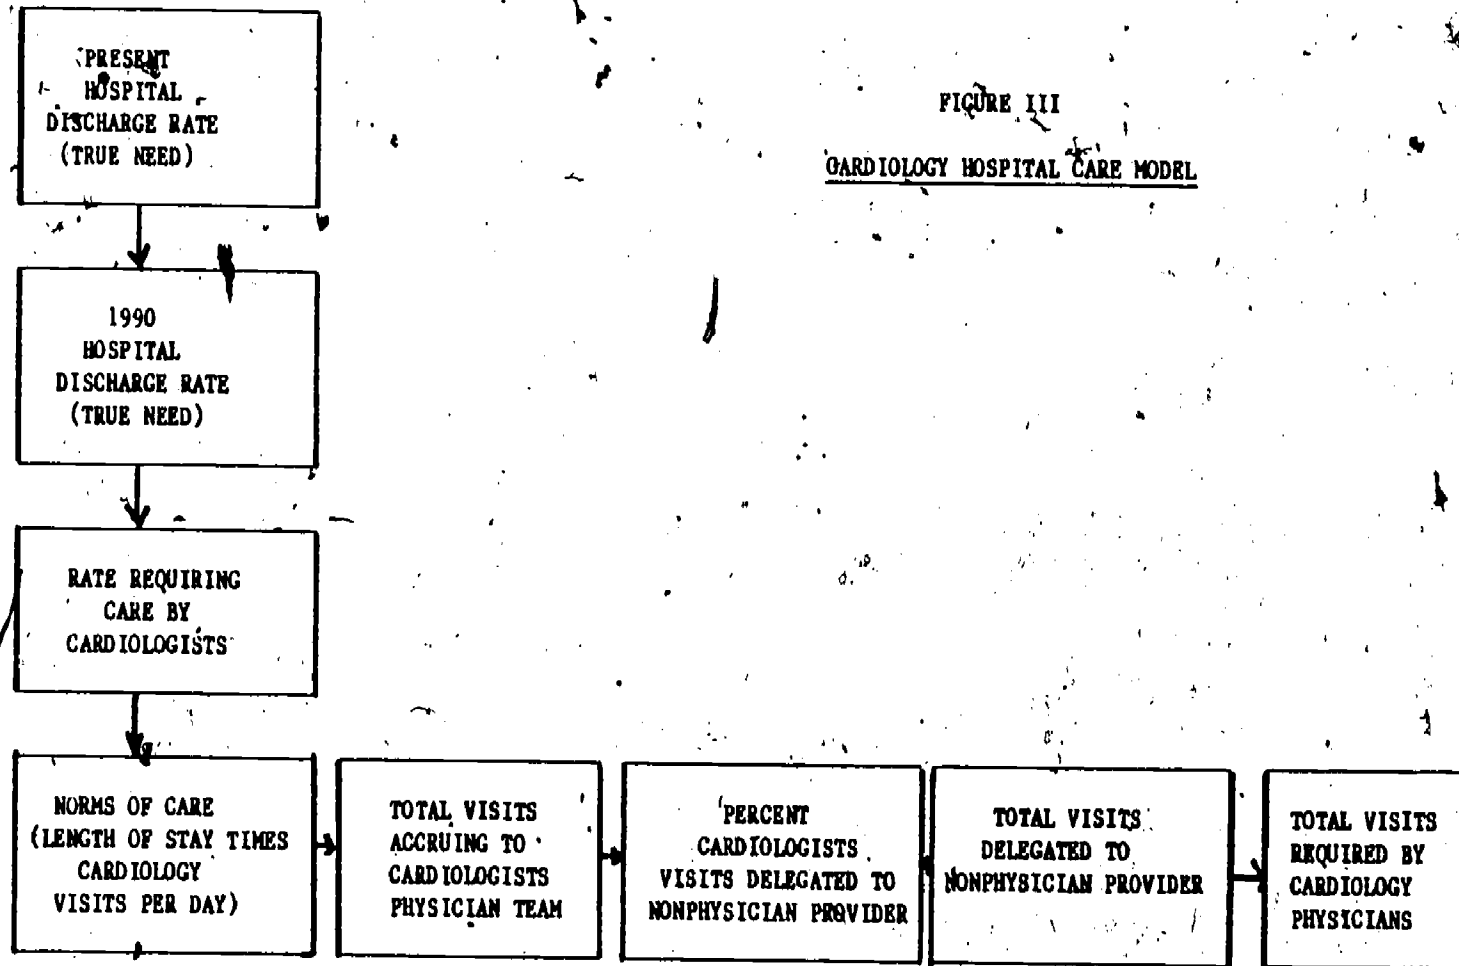 PRESENT
HOSPITAL
DISCHARGE RATE
(TRUE NEED)
FIGURE III
CARDIOLOGY HOSPITAL CARE MODEL
1990
HOSPITAL
DISCHARGE RATE
(TRUE NEED)
RATE REQUIRING
CARE BY
CARDIOLOGISTS
NORMS OF CARE
(LENGTH OF STAY TIMES
CARDIOLOGY
VISITS PER DAY)
TOTAL VISITS
ACCRUING TO
CARDIOLOGISTS
PHYSICIAN TEAM
PERCENT
CARDIOLOGISTS
VISITS DELEGATED TO
NONPHYSICIAN PROVIDER
TOTAL VISITS
DELEGATED TO
NONPHYSICIAN PROVIDER
TOTAL VISITS
REQUIRED BY
CARDIOLOGY
PHYSICIANS